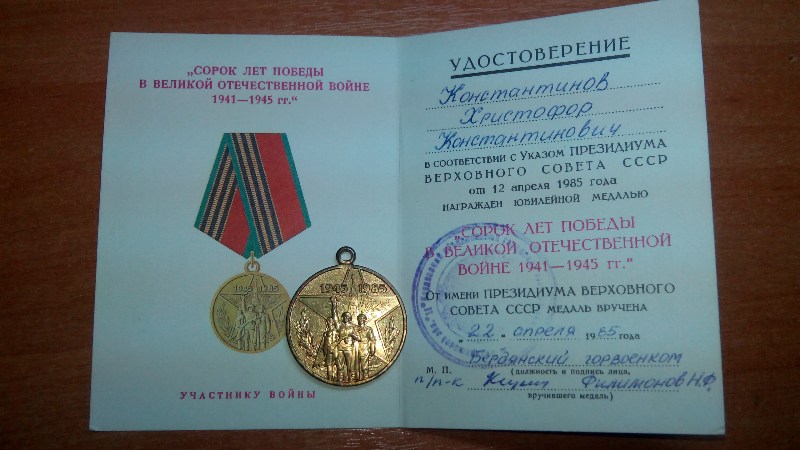 „СОРОК ЛЕТ ПОБЕДЫ
В ВЕЛИКОЙ ОТЕЧЕСТВЕННОЙ ВОЙНЕ
1941—1945 гг.“
1945 1985
1945 1985
УЧАСТНИКУ ВОЙНЫ
УДОСТОВЕРЕНИЕ
Константинов
Христофор
Константинович
В СООТВЕТСТВИИ С УКАЗОМ ПРЕЗИДИУМА
ВЕРХОВНОГО СОВЕТА СССР
от 12 апреля 1985 года
НАГРАЖДЕН ЮБИЛЕЙНОЙ МЕДАЛЬЮ
„СОРОК ЛЕТ ПОБЕДЫ
В ВЕЛИКОЙ ОТЕЧЕСТВЕННОЙ
ВОЙНЕ 1941—1945 гг.“
ОТ ИМЕНИ ПРЕЗИДИУМА ВЕРХОВНОГО
СОВЕТА СССР МЕДАЛЬ ВРУЧЕНА
„22“ апреля 1985 года
Бердянский горвоенком
М. П. (должность и подпись лица,
п/п-к Филимонов Н.Ф.
вручившего медаль)